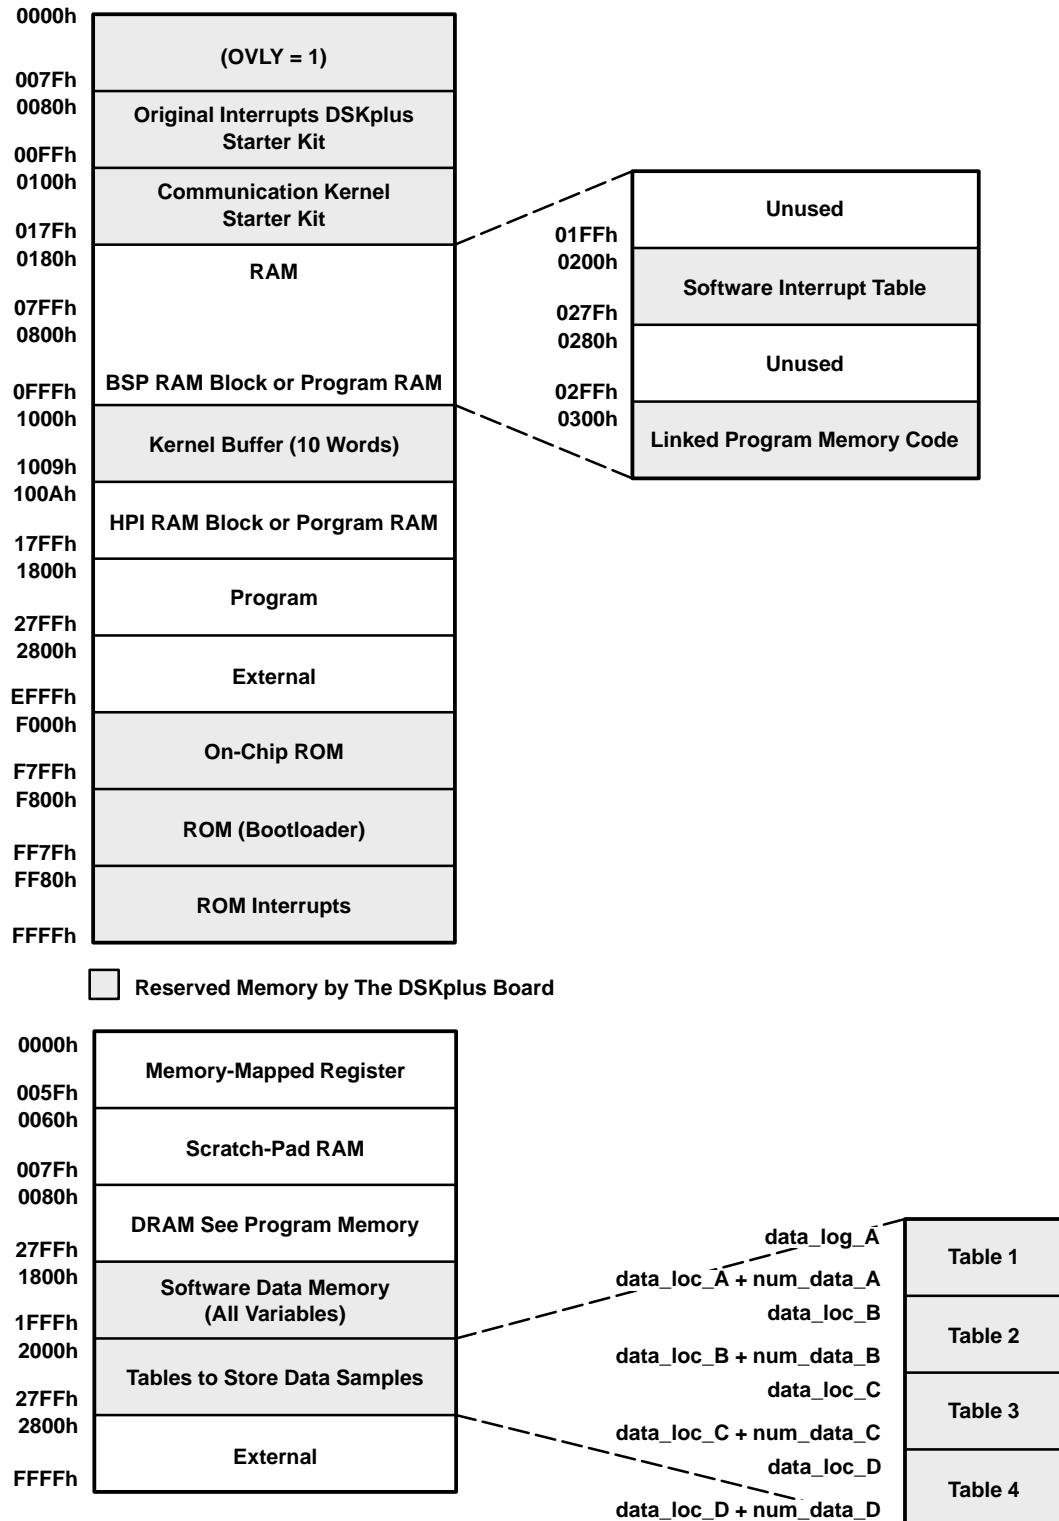 0000h
(OVLY = 1)
007Fh
0080h
Original Interrupts DSKplus
Starter Kit
00FFh
0100h
Communication Kernel
Starter Kit
017Fh
0180h
RAM
07FFh
0800h
BSP RAM Block or Program RAM
0FFFh
1000h
Kernel Buffer (10 Words)
1009h
100Ah
HPI RAM Block or Porgram RAM
17FFh
1800h
Program
27FFh
2800h
External
EFFFh
F000h
On-Chip ROM
F7FFh
F800h
ROM (Bootloader)
FF7Fh
FF80h
ROM Interrupts
FFFFh
Unused
01FFh
0200h
Software Interrupt Table
027Fh
0280h
Unused
02FFh
0300h
Linked Program Memory Code
Reserved Memory by The DSKplus Board
0000h
Memory-Mapped Register
005Fh
0060h
Scratch-Pad RAM
007Fh
0080h
DRAM See Program Memory
27FFh
1800h
Software Data Memory
(All Variables)
1FFFh
2000h
Tables to Store Data Samples
27FFh
2800h
External
FFFFh
data_log_A
Table 1
data_loc_A + num_data_A
data_loc_B
Table 2
data_loc_B + num_data_B
data_loc_C
Table 3
data_loc_C + num_data_C
data_loc_D
Table 4
data_loc_D + num_data_D